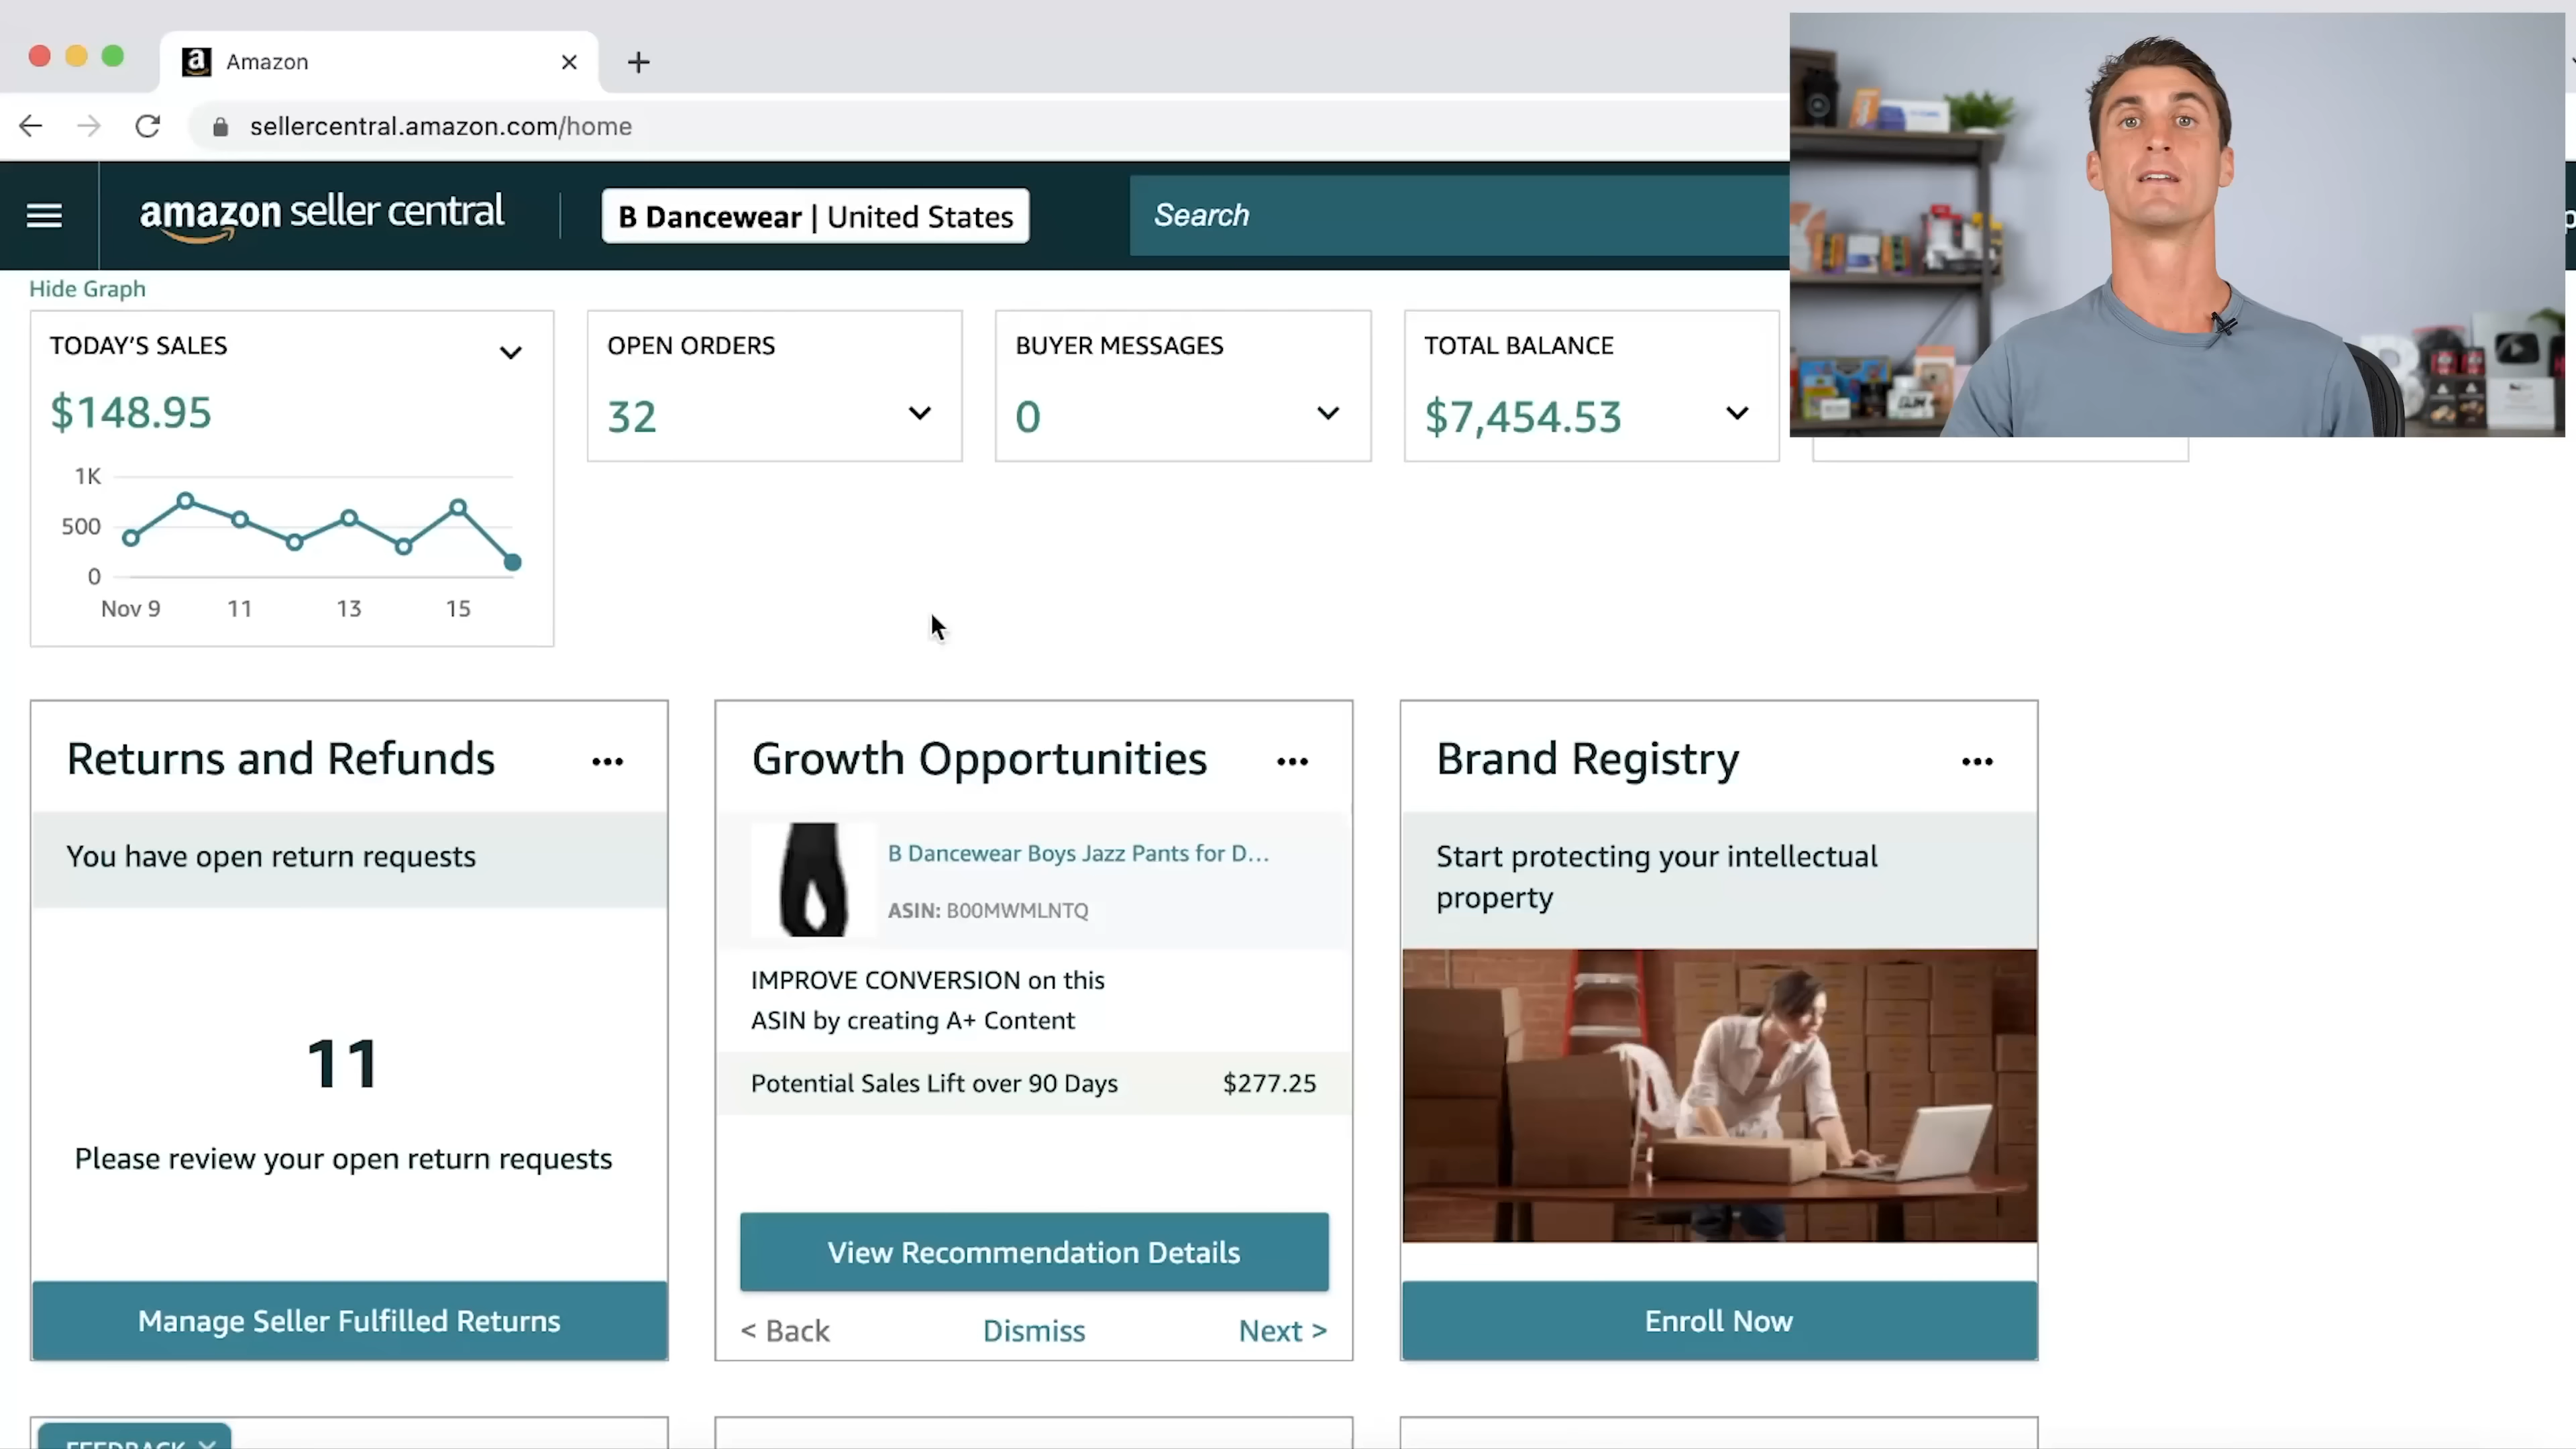 Amazon
sellercentral.amazon.com/home
amazon seller central
B Dancewear | United States
Search
Hide Graph
TODAY'S SALES
$148.95
1K
500
0
Nov 9 11 13 15
OPEN ORDERS
32
BUYER MESSAGES
0
TOTAL BALANCE
$7,454.53
Returns and Refunds
You have open return requests
11
Please review your open return requests
Manage Seller Fulfilled Returns
Growth Opportunities
B Dancewear Boys Jazz Pants for D...
ASIN: B00MWMLNTQ
IMPROVE CONVERSION on this
ASIN by creating A+ Content
Potential Sales Lift over 90 Days $277.25
View Recommendation Details
< Back Dismiss Next >
Brand Registry
Start protecting your intellectual
property
Enroll Now
FEEDBACK